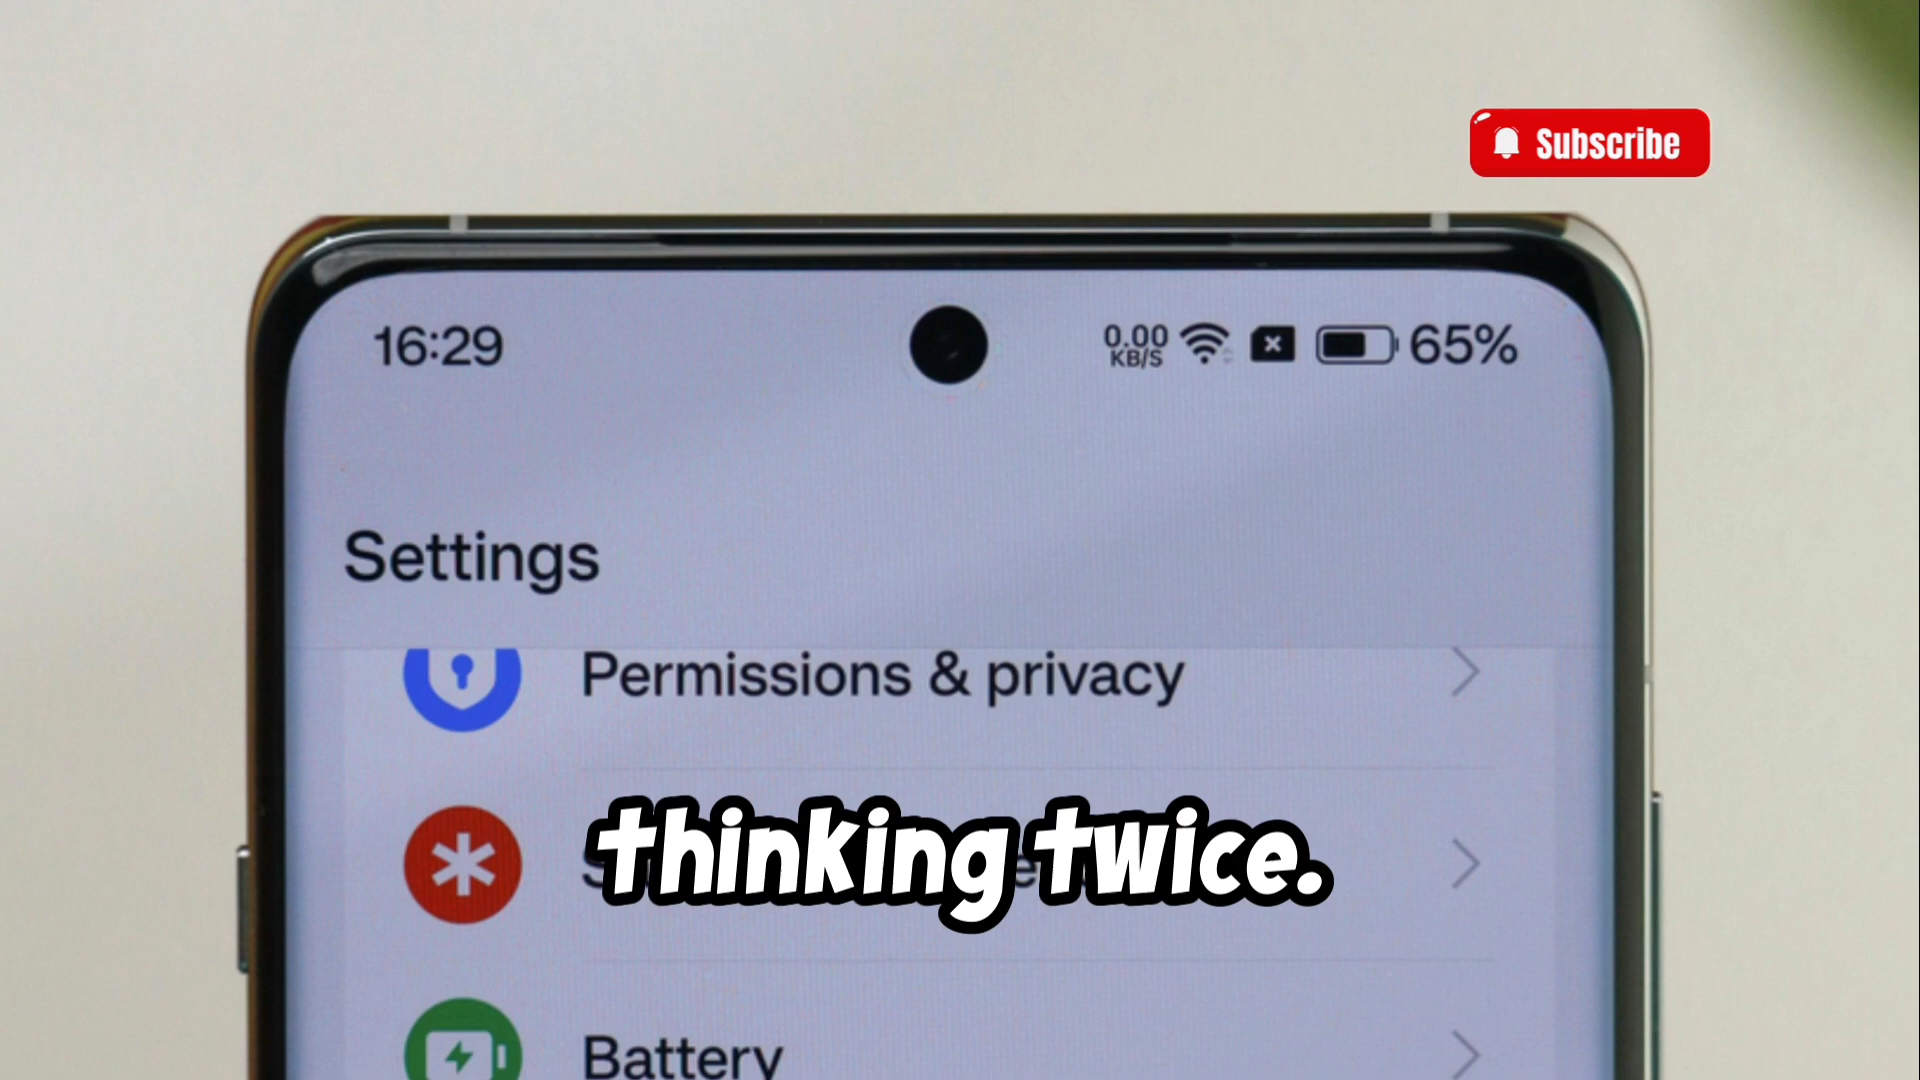 Subscribe
16:29
0.00
KB/S
65%
Settings
Permissions & privacy
thinking twice.
Battery